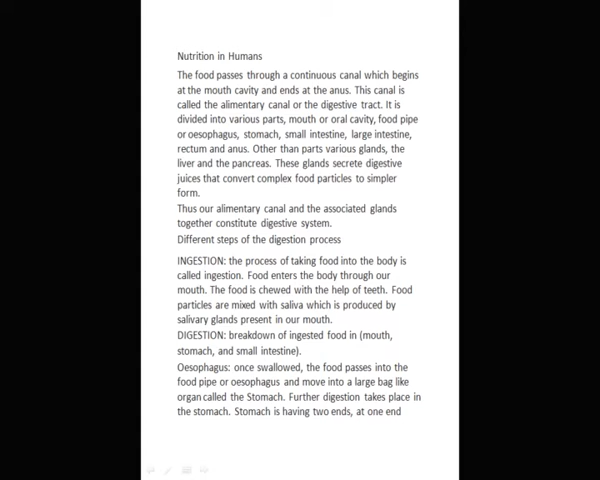 Nutrition in Humans
The food passes through a continuous canal which begins
at the mouth cavity and ends at the anus. This canal is
called the alimentary canal or the digestive tract. It is
divided into various parts, mouth or oral cavity, food pipe
or oesophagus, stomach, small intestine, large intestine,
rectum and anus. Other than parts various glands, the
liver and the pancreas. These glands secrete digestive
juices that convert complex food particles to simpler
form.
Thus our alimentary canal and the associated glands
together constitute digestive system.
Different steps of the digestion process
INGESTION: the process of taking food into the body is
called ingestion. Food enters the body through our
mouth. The food is chewed with the help of teeth. Food
particles are mixed with saliva which is produced by
salivary glands present in our mouth.
DIGESTION: breakdown of ingested food in (mouth,
stomach, and small intestine).
Oesophagus: once swallowed, the food passes into the
food pipe or oesophagus and move into a large bag like
organ called the Stomach. Further digestion takes place in
the stomach. Stomach is having two ends, at one end